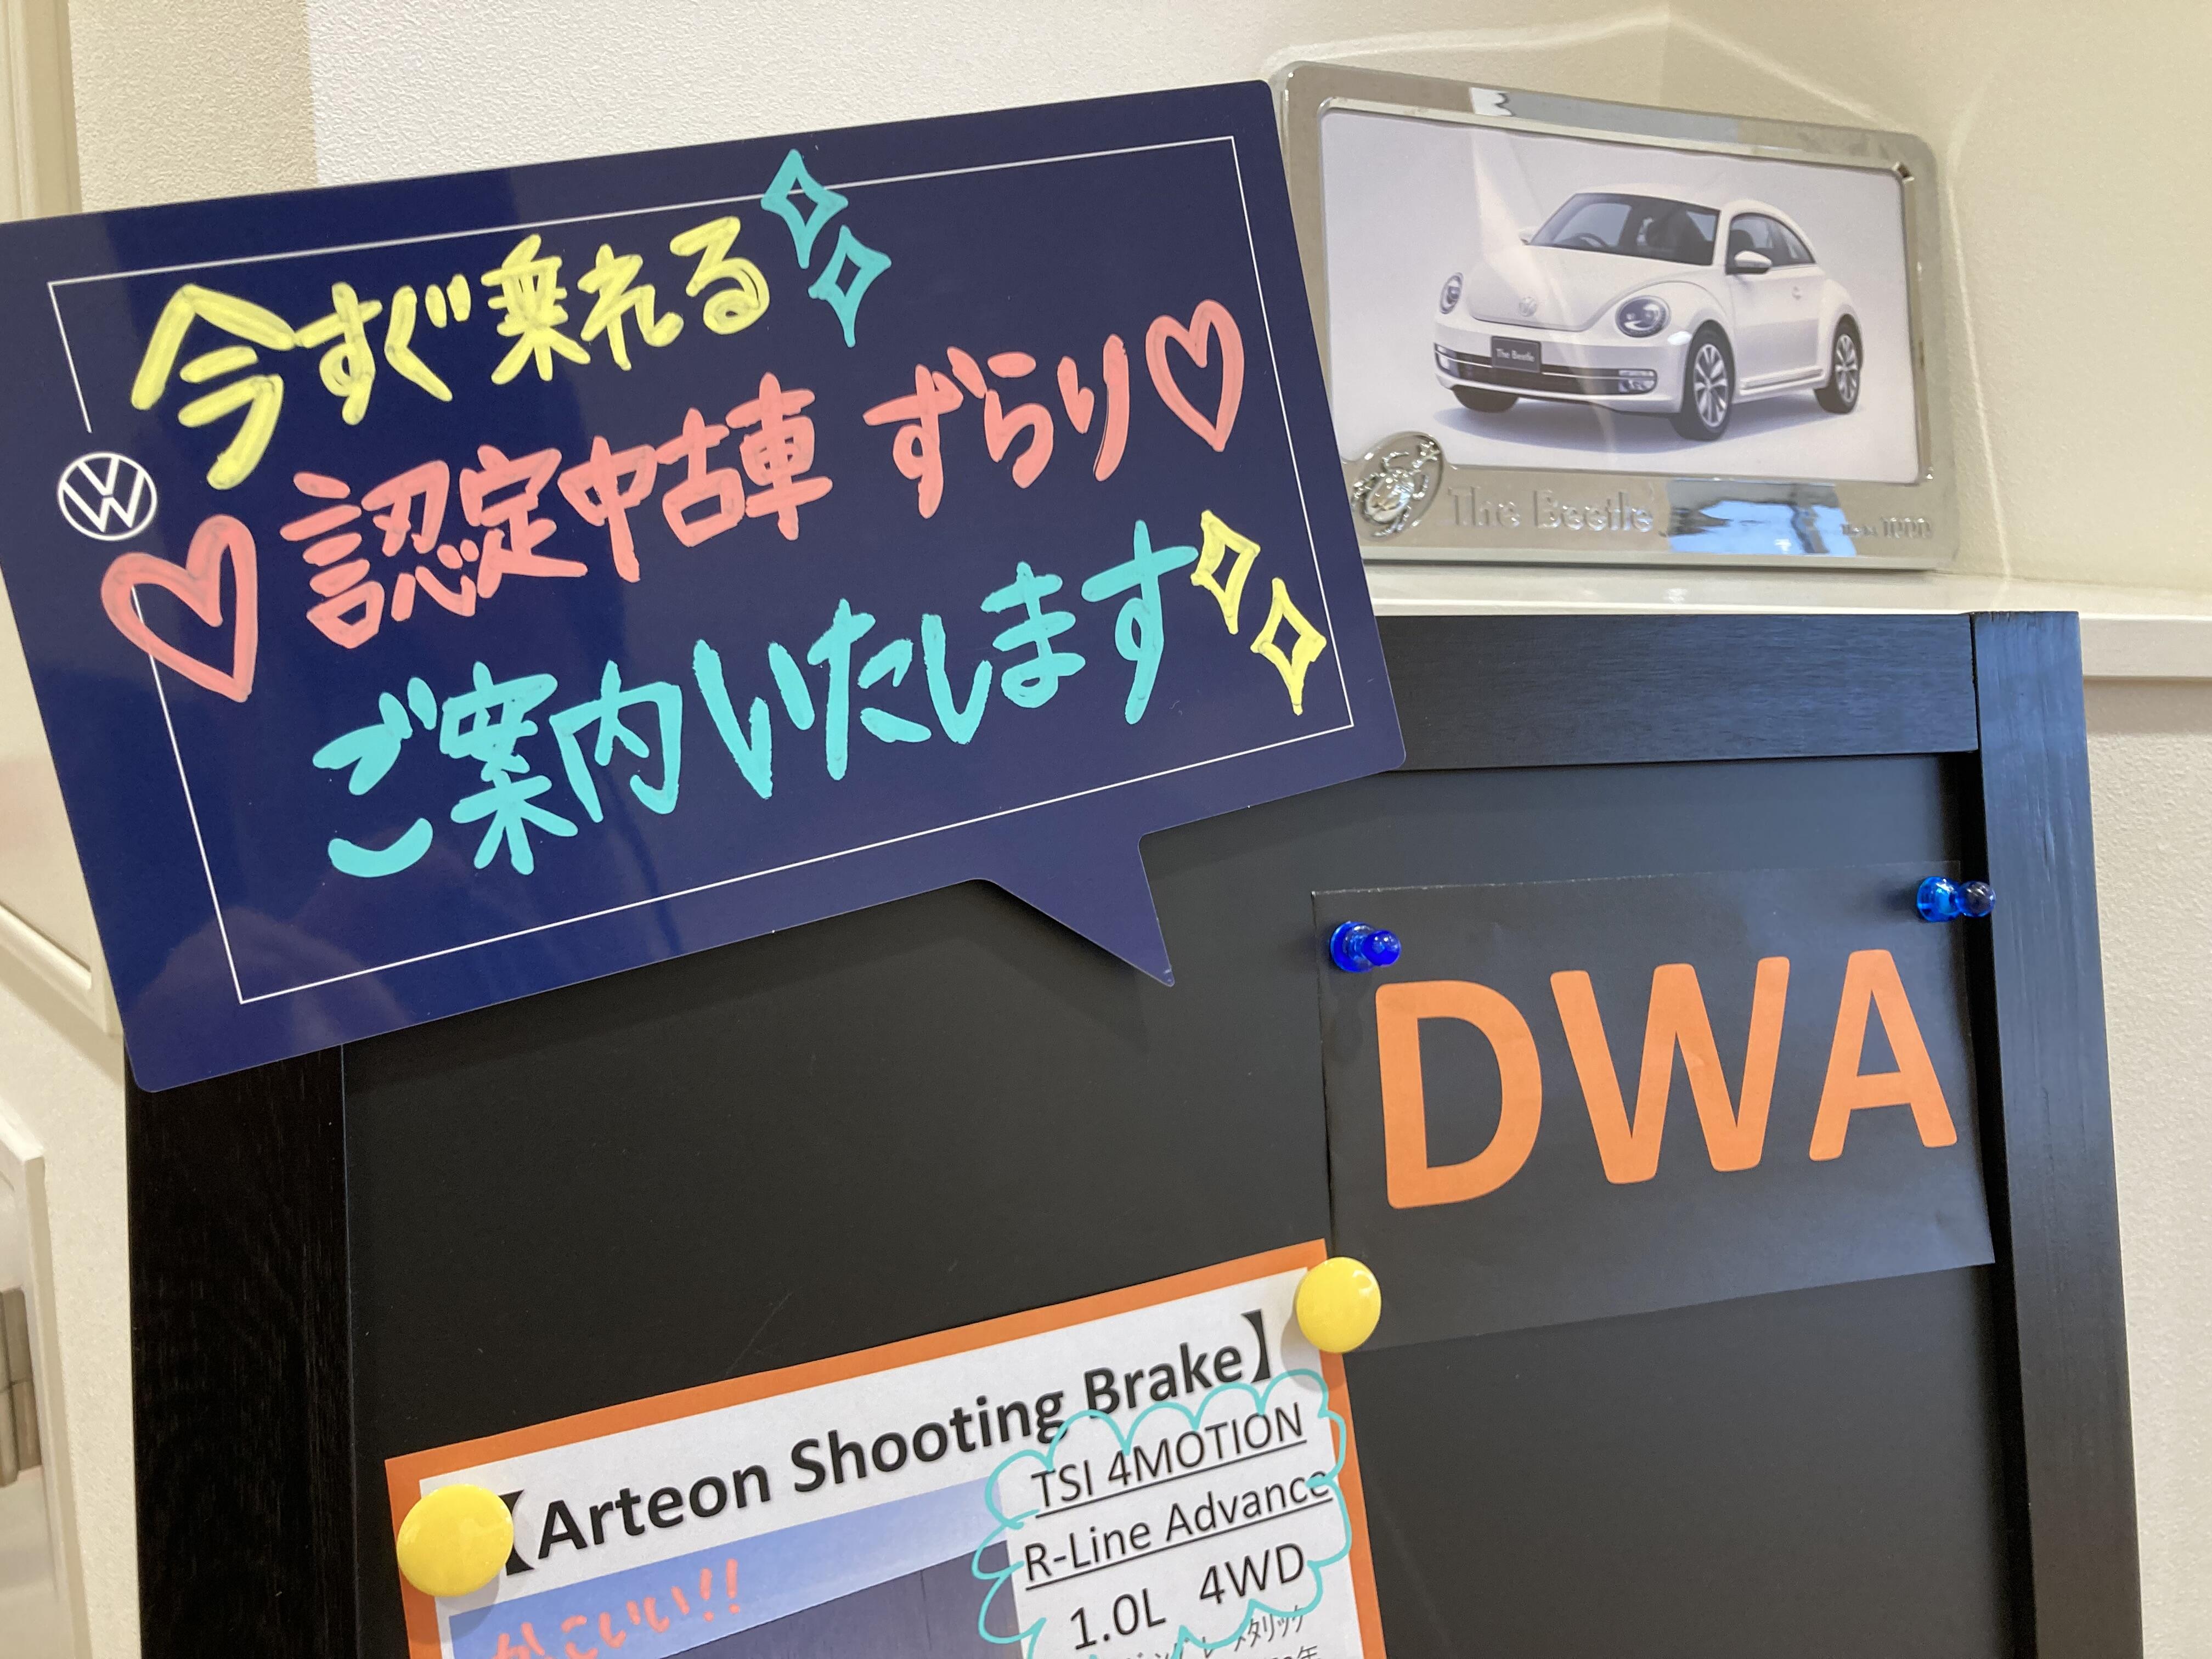 今すぐ乗れる
認定中古車 ずらり
ご案内いたします
The Beetle
The Beetle
DWA
【Arteon Shooting Brake】
TSI 4MOTION
R-Line Advance
1.0L 4WD
かこいい!!